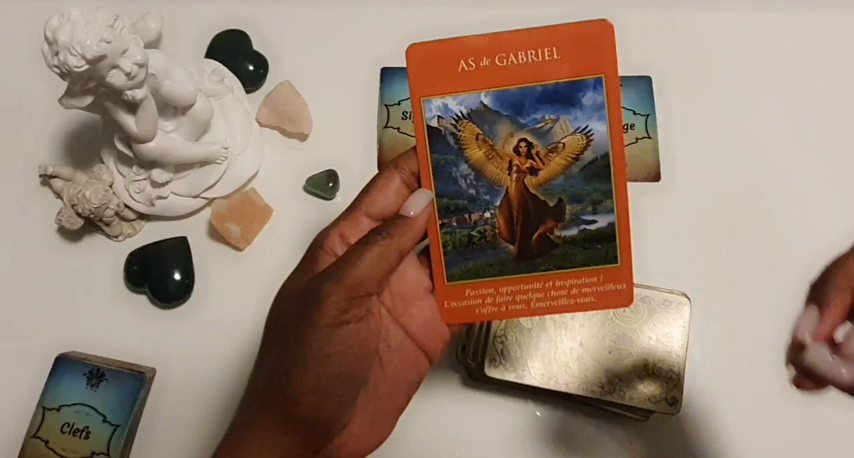 AS de GABRIEL
Passion, opportunité et inspiration !
L'occasion de faire quelque chose de merveilleux
s'offre à vous. Émerveillez-vous.
Clefs